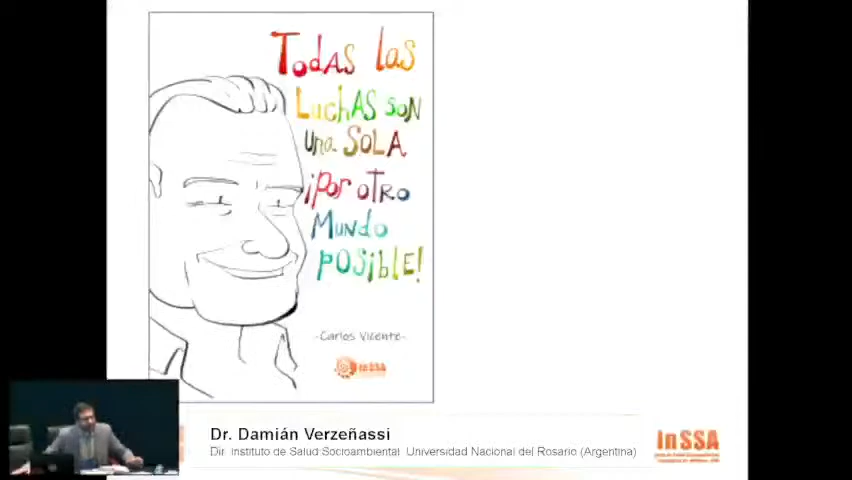 Todas las
Luchas son
una sola
¡Por otro
Mundo
posible!
-Carlos Vicente-
inSSA
Dr. Damián Verzeñassi
Dir. Instituto de Salud Socioambiental Universidad Nacional del Rosario (Argentina)
InSSA